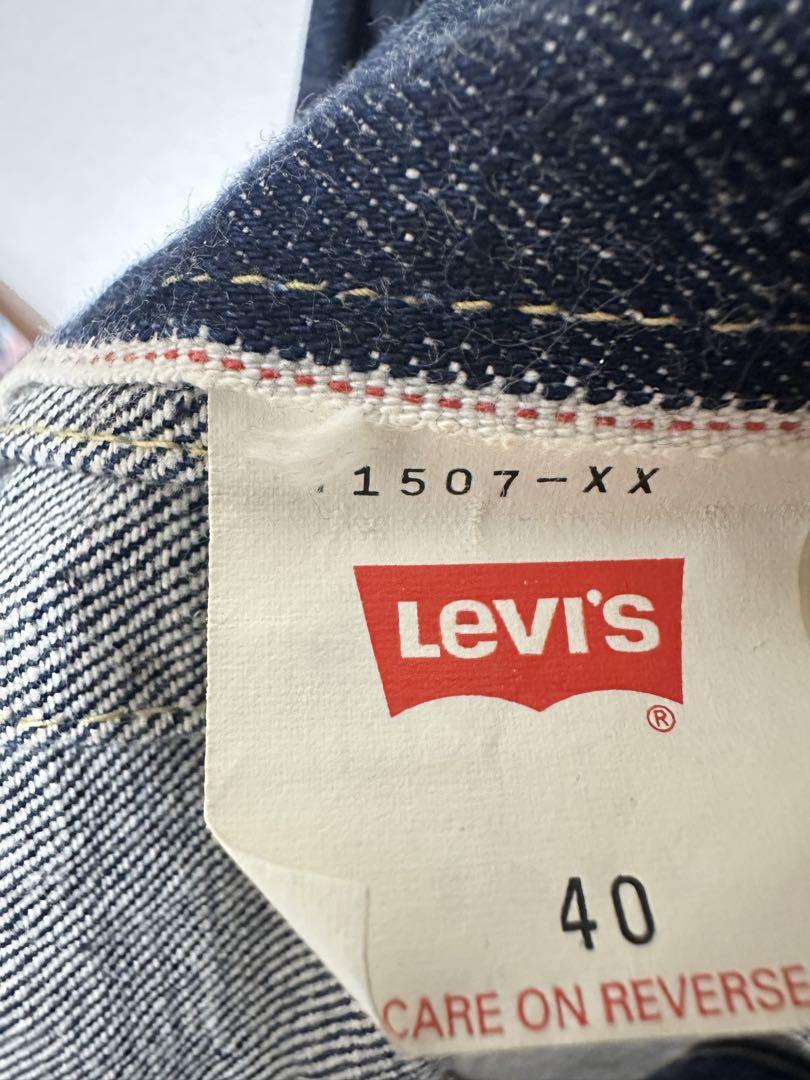 1507-XX
LEVI'S
®
40
CARE ON REVERSE